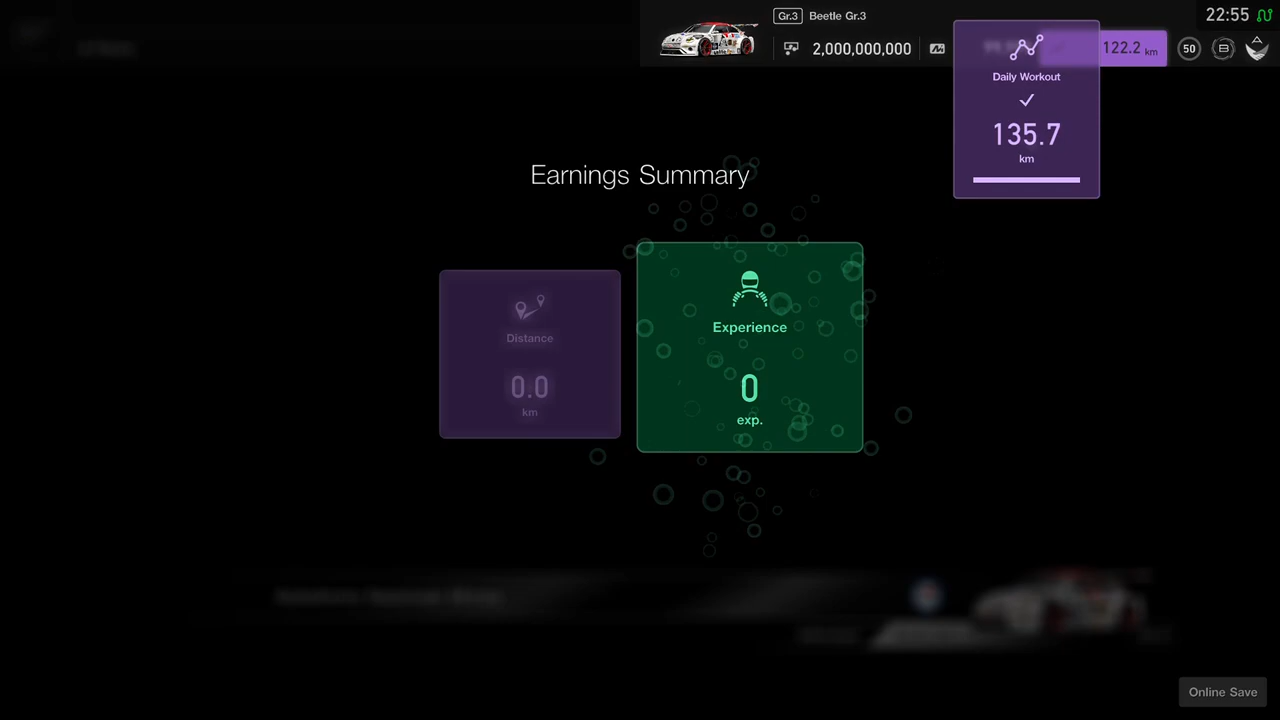 22:55
Gr.3 Beetle Gr.3
2,000,000,000
122.2 km
50
B
Daily Workout
135.7
km
Earnings Summary
Distance
0.0
km
Experience
0
exp.
Online Save